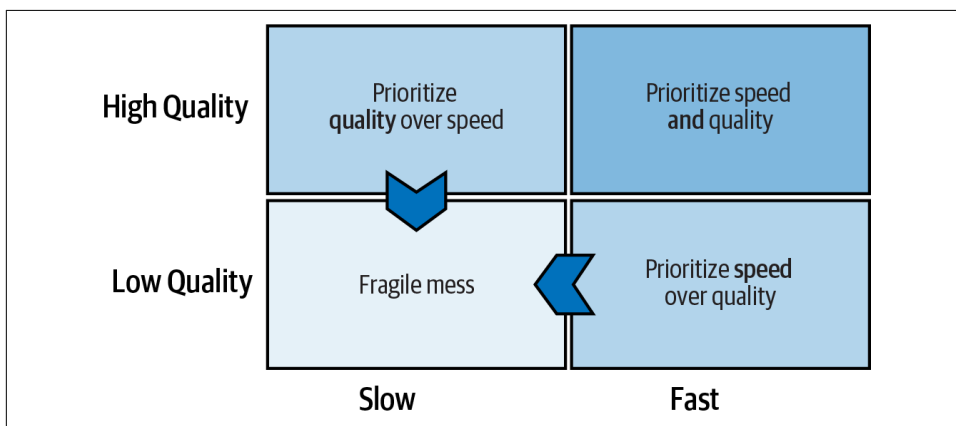 High Quality
Prioritize
quality over speed
Prioritize speed
and quality
Low Quality
Fragile mess
Prioritize speed
over quality
Slow
Fast